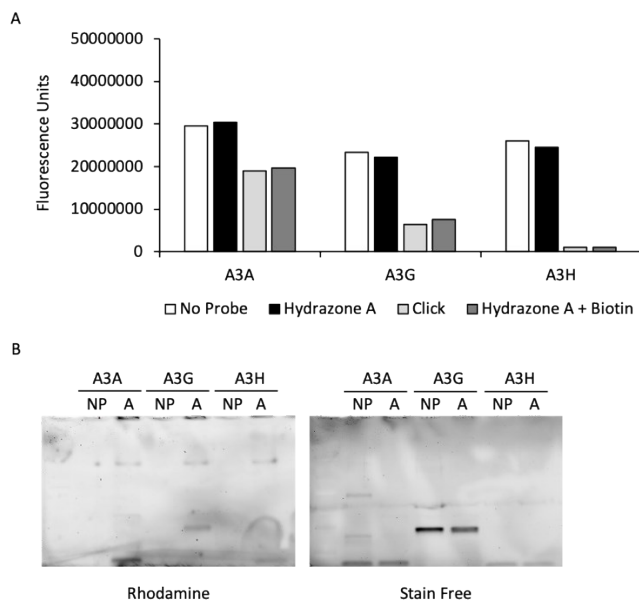 A
50000000
40000000
30000000
20000000
10000000
0
Fluorescence Units
A3A A3G A3H
No Probe Hydrazone A Click Hydrazone A + Biotin
B
A3A A3G A3H A3A A3G A3H
NP A NP A NP A NP A NP A NP A
Rhodamine Stain Free